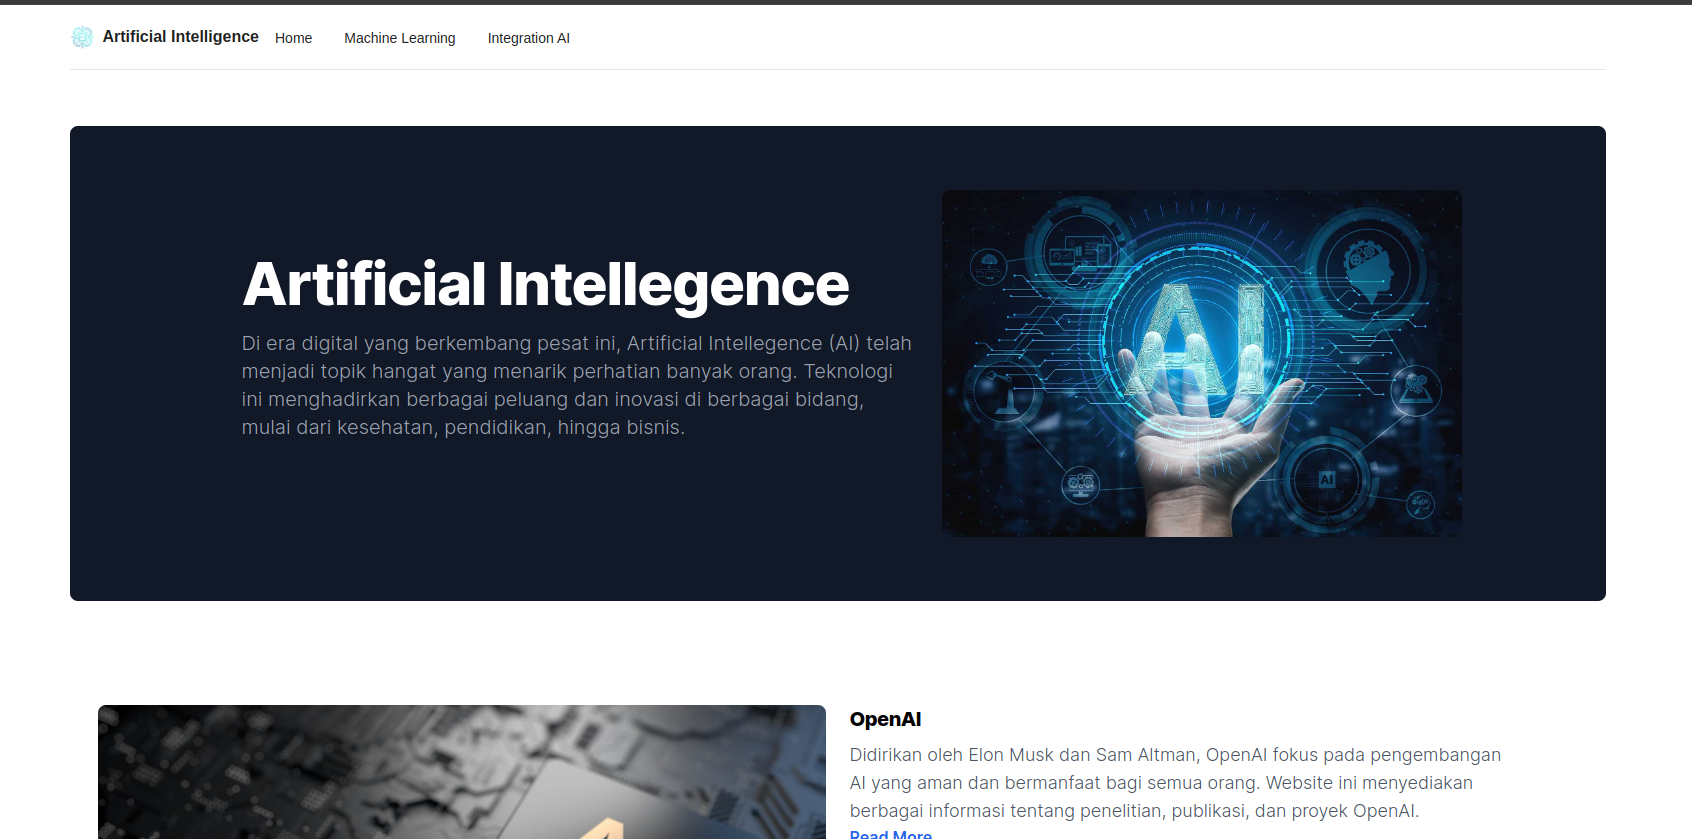 Artificial Intelligence Home Machine Learning Integration AI
Artificial Intellegence
Di era digital yang berkembang pesat ini, Artificial Intellegence (AI) telah
menjadi topik hangat yang menarik perhatian banyak orang. Teknologi
ini menghadirkan berbagai peluang dan inovasi di berbagai bidang,
mulai dari kesehatan, pendidikan, hingga bisnis.
AI
AI
OpenAI
Didirikan oleh Elon Musk dan Sam Altman, OpenAI fokus pada pengembangan
AI yang aman dan bermanfaat bagi semua orang. Website ini menyediakan
berbagai informasi tentang penelitian, publikasi, dan proyek OpenAI.
Read More